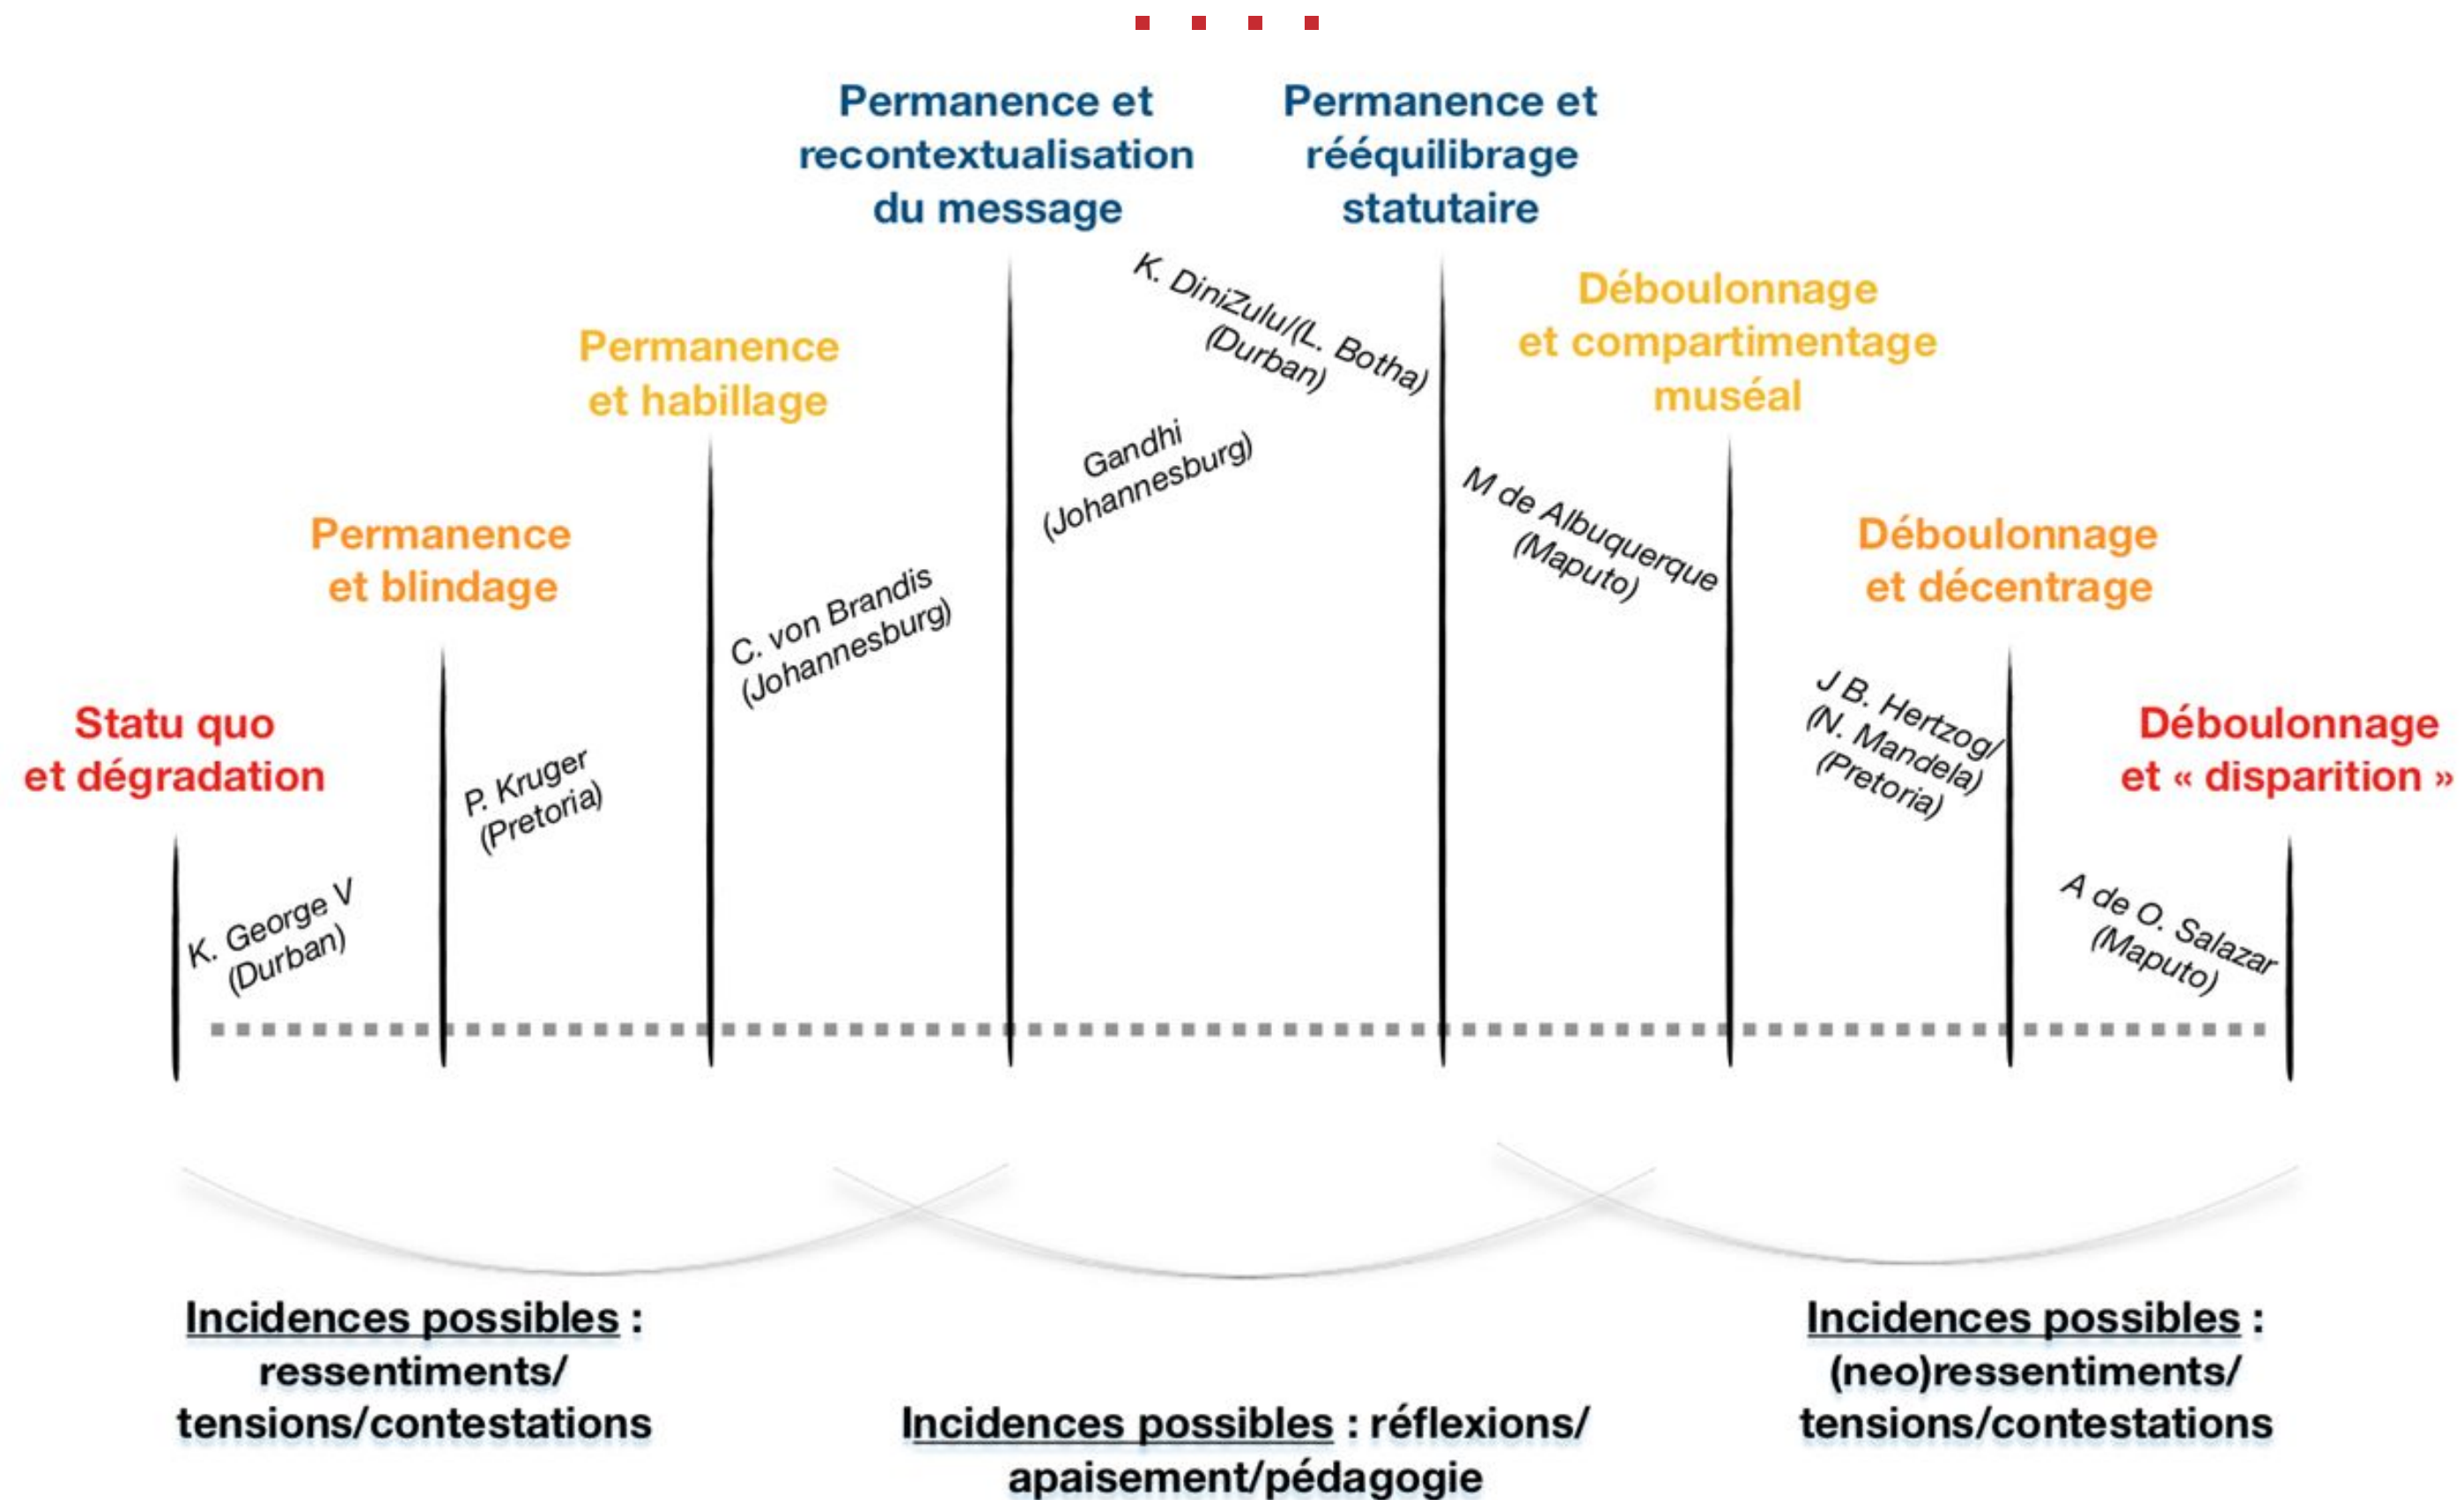 Permanence et
recontextualisation
du message
Permanence et
rééquilibrage
statutaire
K. DiniZulu/(L. Botha)
(Durban)
Déboulonnage
et compartimentage
muséal
Permanence
et habillage
Gandhi
(Johannesburg)
M de Albuquerque
(Maputo)
Permanence
et blindage
Déboulonnage
et décentrage
C. von Brandis
(Johannesburg)
J B. Hertzog/
(N. Mandela)
(Pretoria)
Statu quo
et dégradation
Déboulonnage
et « disparition »
P. Kruger
(Pretoria)
K. George V
(Durban)
A de O. Salazar
(Maputo)
Incidences possibles :
ressentiments/
tensions/contestations
Incidences possibles : réflexions/
apaisement/pédagogie
Incidences possibles :
(neo)ressentiments/
tensions/contestations